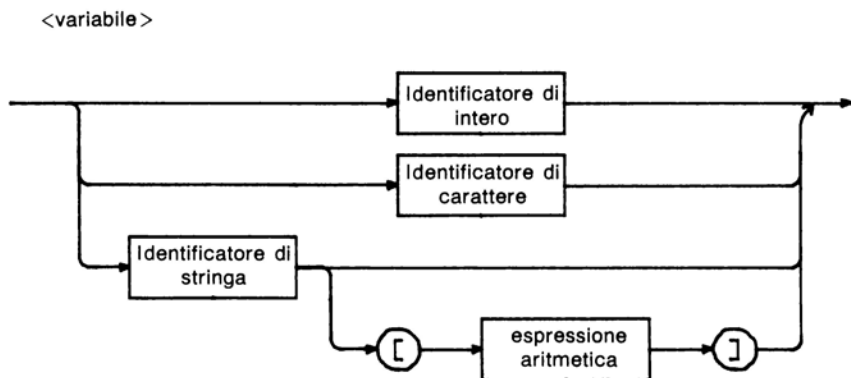 <variabile>
Identificatore di
intero
Identificatore di
carattere
Identificatore di
stringa
[
espressione
aritmetica
]